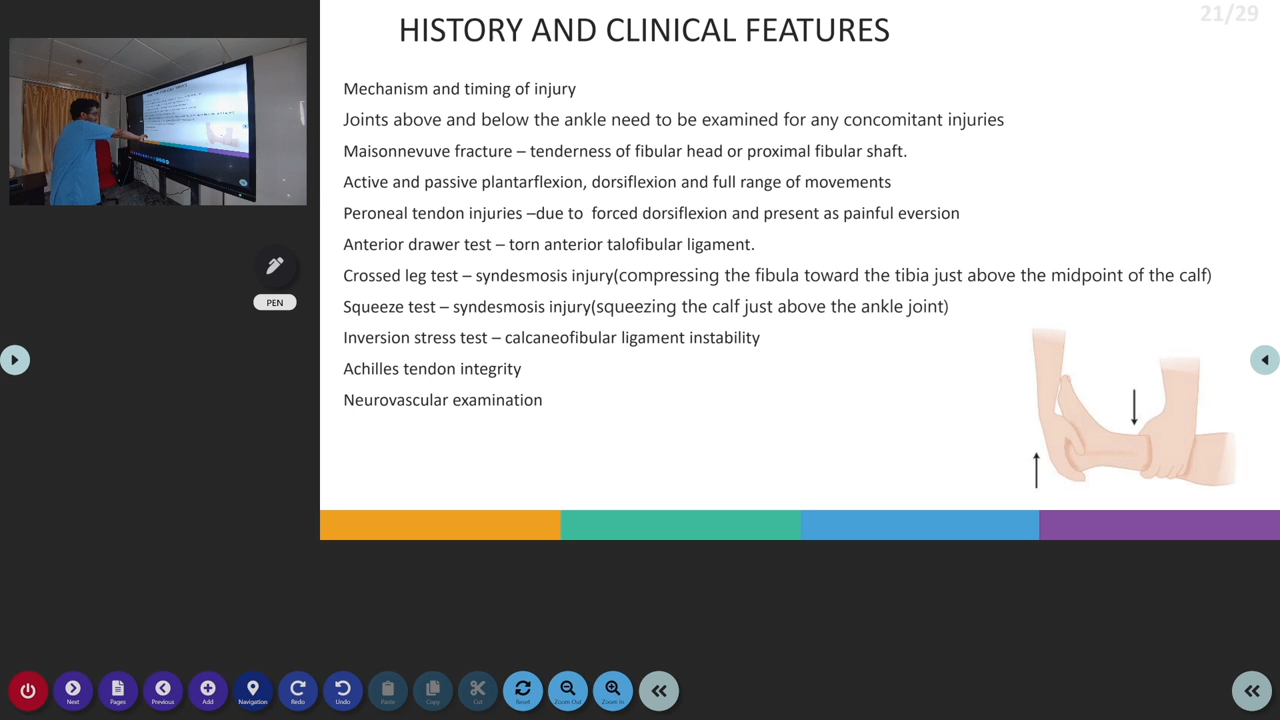 HISTORY AND CLINICAL FEATURES
21/29
Mechanism and timing of injury
Joints above and below the ankle need to be examined for any concomitant injuries
Maisonnevuve fracture – tenderness of fibular head or proximal fibular shaft.
Active and passive plantarflexion, dorsiflexion and full range of movements
Peroneal tendon injuries –due to  forced dorsiflexion and present as painful eversion
Anterior drawer test – torn anterior talofibular ligament.
Crossed leg test – syndesmosis injury(compressing the fibula toward the tibia just above the midpoint of the calf)
Squeeze test – syndesmosis injury(squeezing the calf just above the ankle joint)
Inversion stress test – calcaneofibular ligament instability
Achilles tendon integrity
Neurovascular examination
PEN
Next Pages Previous Add Navigation Redo Undo Paste Copy Cut Reset Zoom Out Zoom In